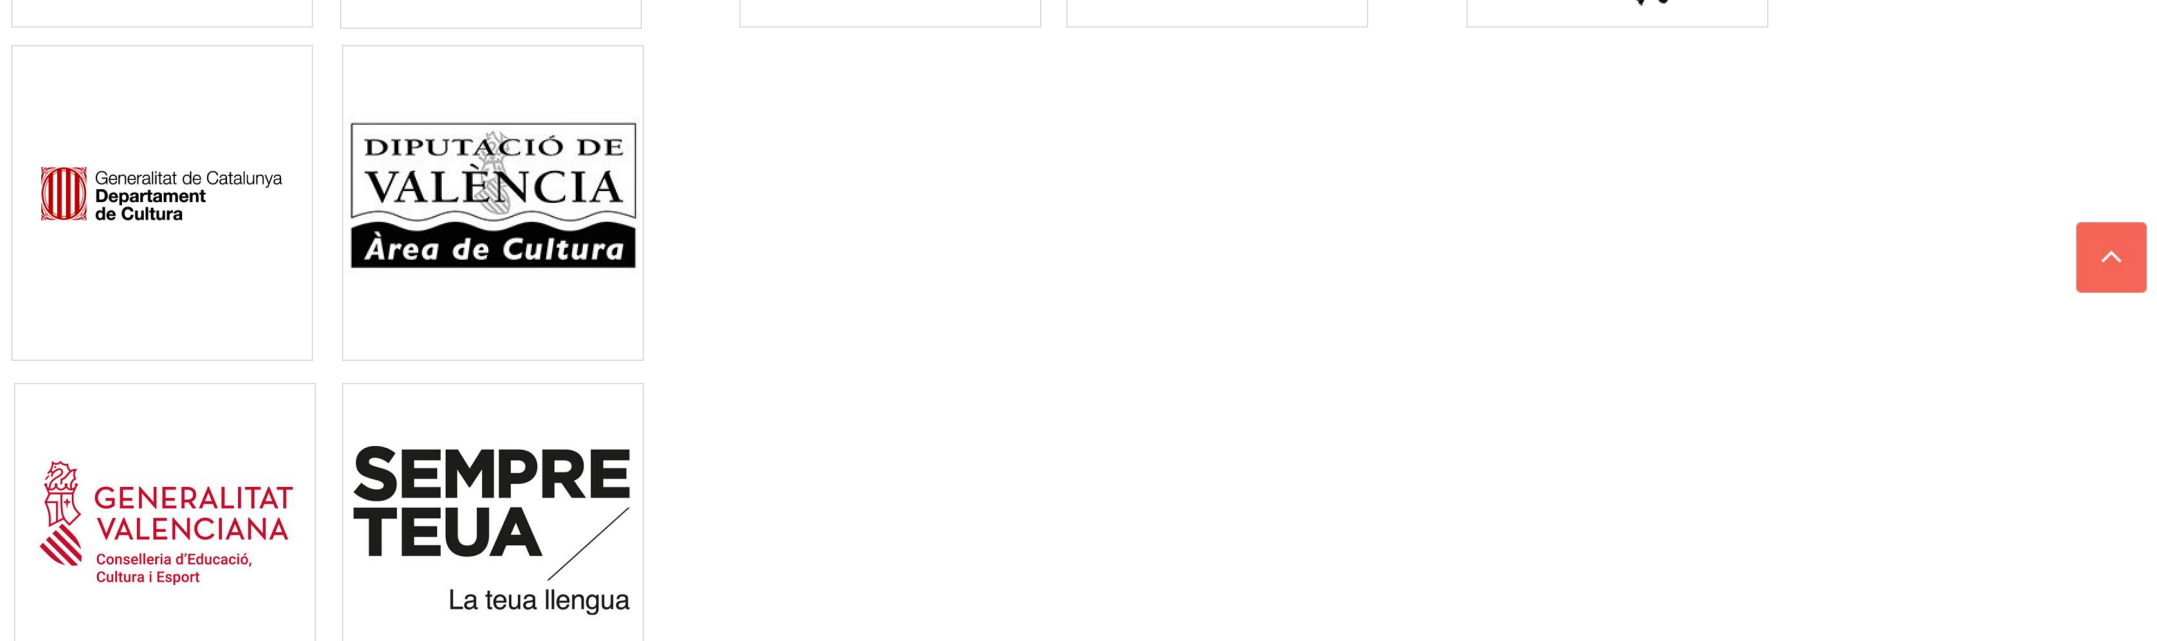 Generalitat de Catalunya
Departament
de Cultura
DIPUTACIÓ DE
VALÈNCIA
Àrea de Cultura
GENERALITAT
VALENCIANA
Conselleria d'Educació,
Cultura i Esport
SEMPRE
TEUA
La teua llengua